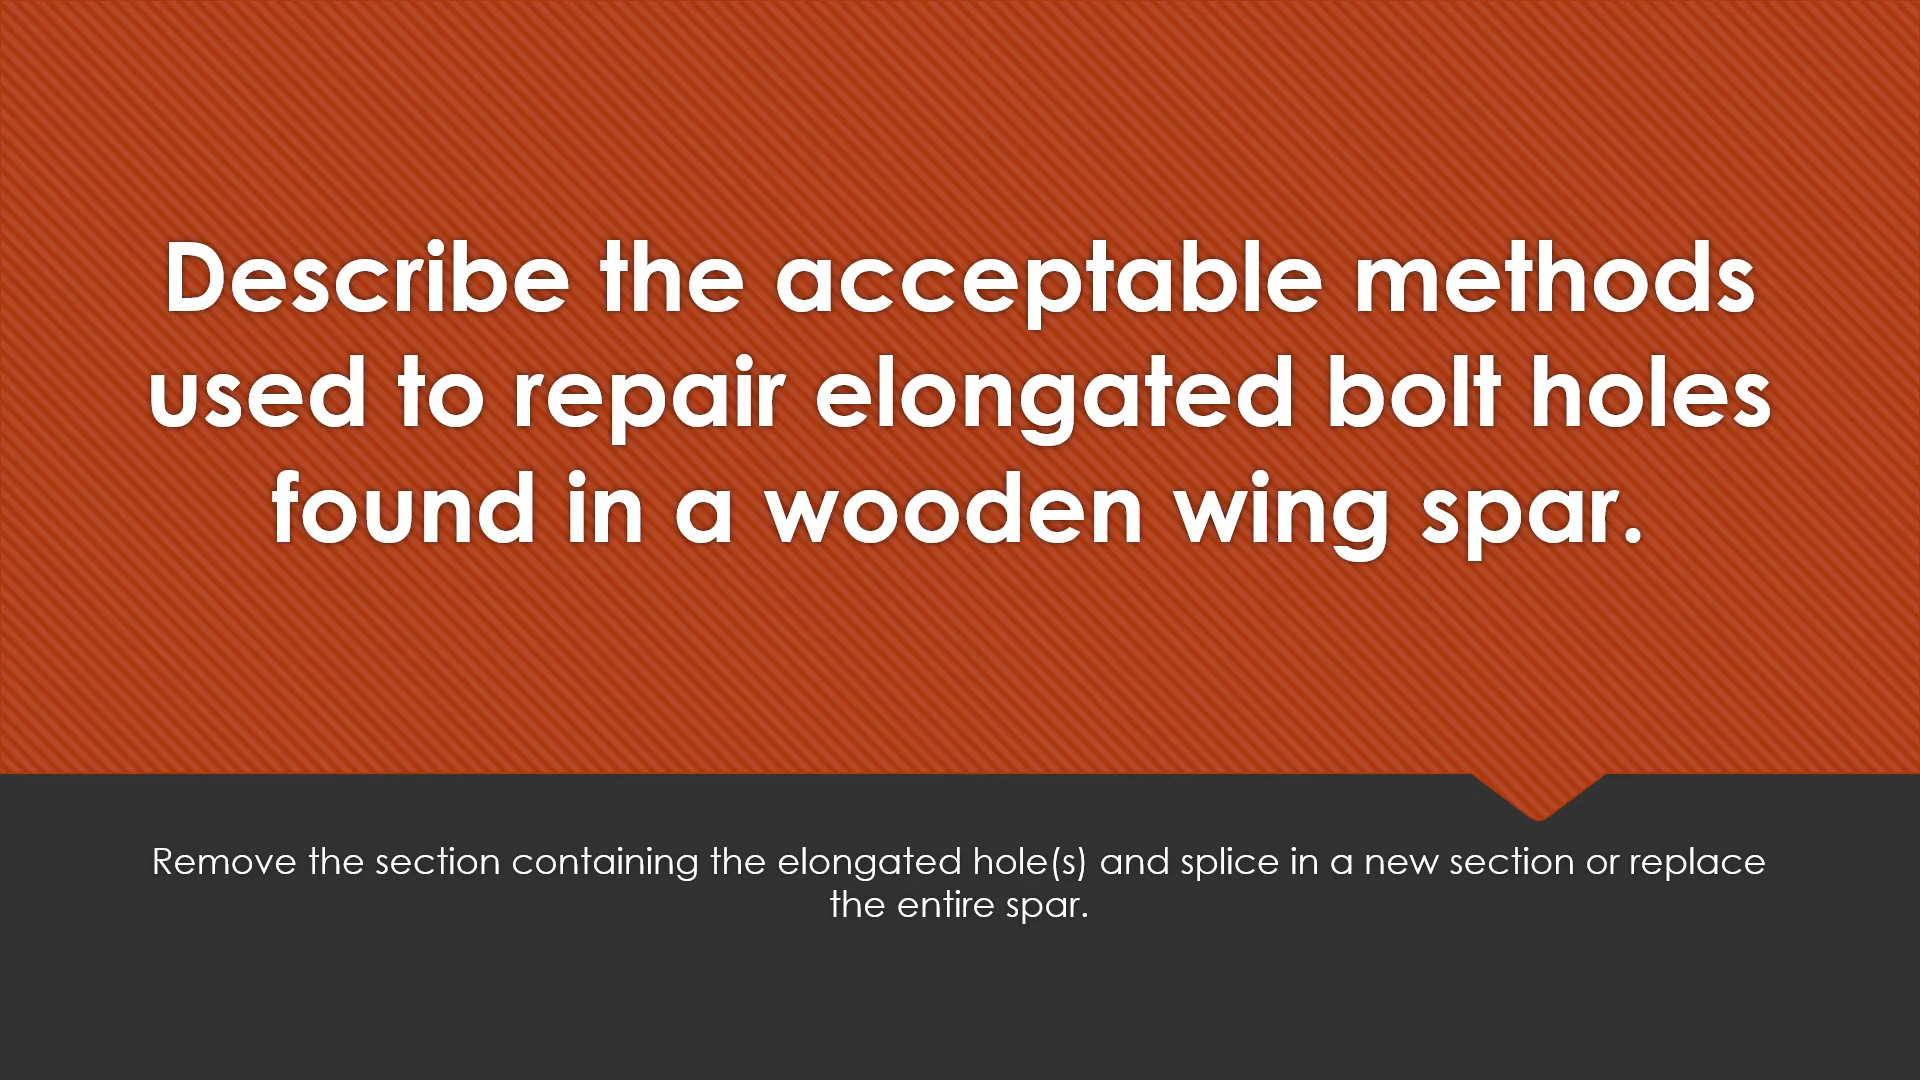 Describe the acceptable methods
used to repair elongated bolt holes
found in a wooden wing spar.
Remove the section containing the elongated hole(s) and splice in a new section or replace
the entire spar.